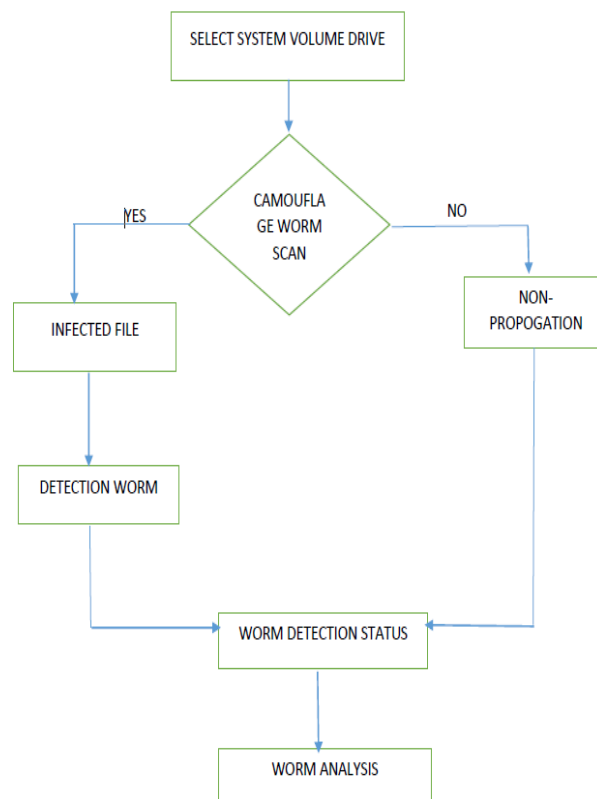 SELECT SYSTEM VOLUME DRIVE
CAMOUFLA
GE WORM
SCAN
YES
NO
INFECTED FILE
NON-
PROPOGATION
DETECTION WORM
WORM DETECTION STATUS
WORM ANALYSIS